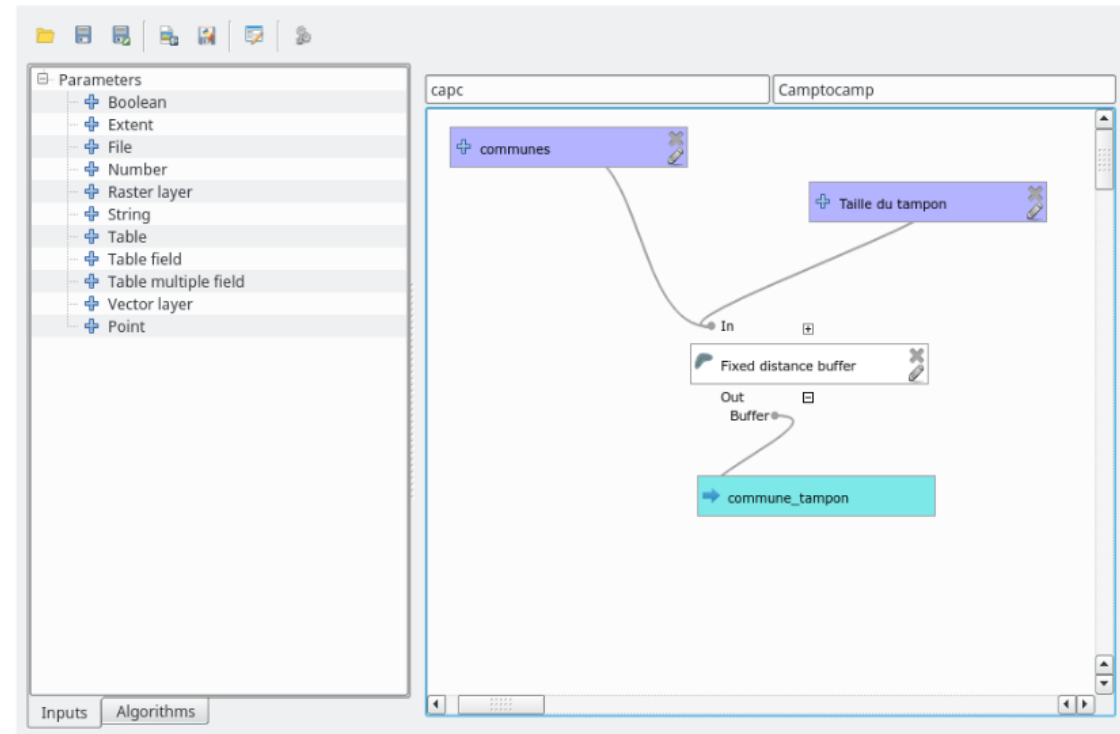 Parameters
Boolean
Extent
File
Number
Raster layer
String
Table
Table field
Table multiple field
Vector layer
Point
Inputs
Algorithms
capc
Camptocamp
communes
Taille du tampon
In
Fixed distance buffer
Out
Buffer
commune_tampon